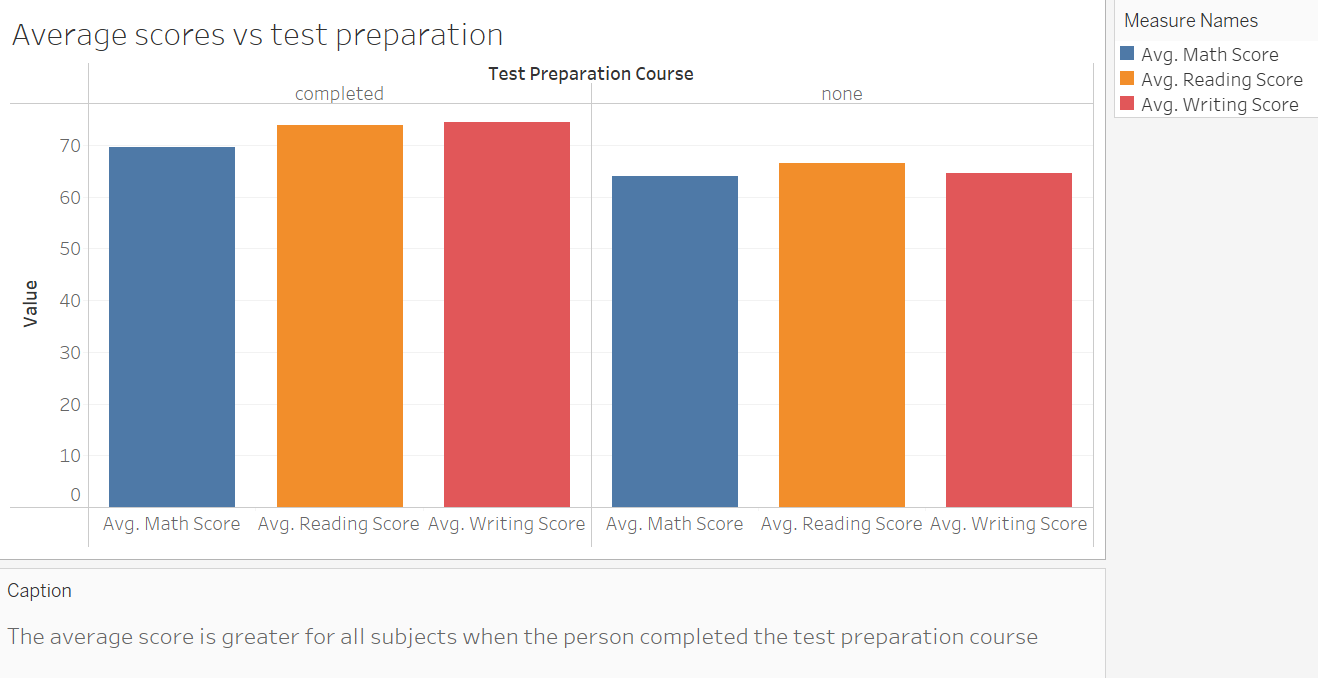 Average scores vs test preparation
Test Preparation Course
completed none
70
60
50
40
30
20
10
0
Value
Avg. Math Score Avg. Reading Score Avg. Writing Score Avg. Math Score Avg. Reading Score Avg. Writing Score
Measure Names
Avg. Math Score
Avg. Reading Score
Avg. Writing Score
Caption
The average score is greater for all subjects when the person completed the test preparation course